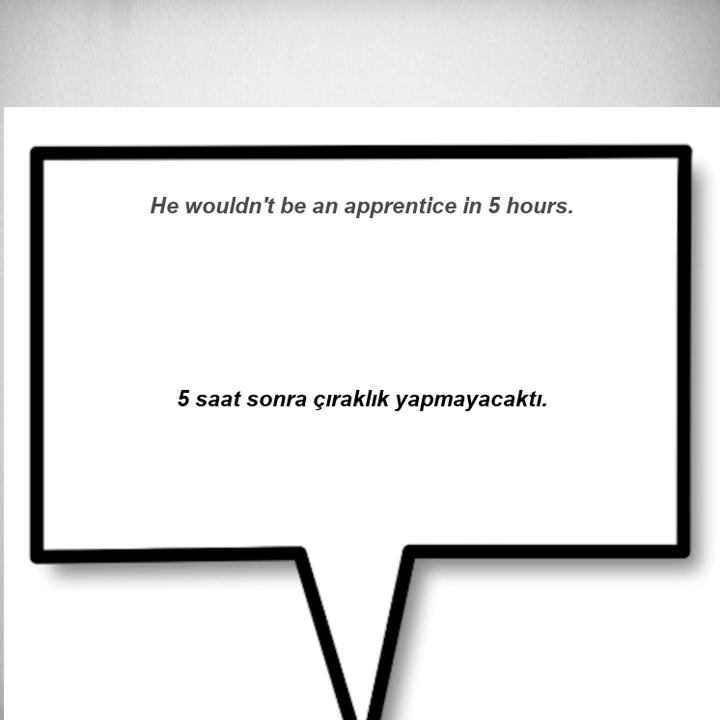 He wouldn't be an apprentice in 5 hours.
5 saat sonra çıraklık yapmayacaktı.